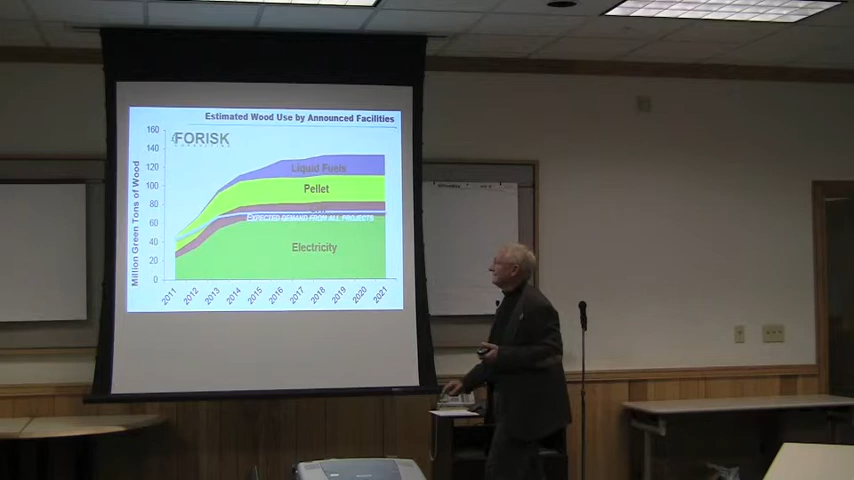 Estimated Wood Use by Announced Facilities
FORISK
CONSULTING
Million Green Tons of Wood
160
140
120
100
80
60
40
20
0
Liquid Fuels
Pellet
EXPECTED DEMAND FROM ALL PROJECTS
Electricity
2011
2012
2013
2014
2015
2016
2017
2018
2019
2020
2021